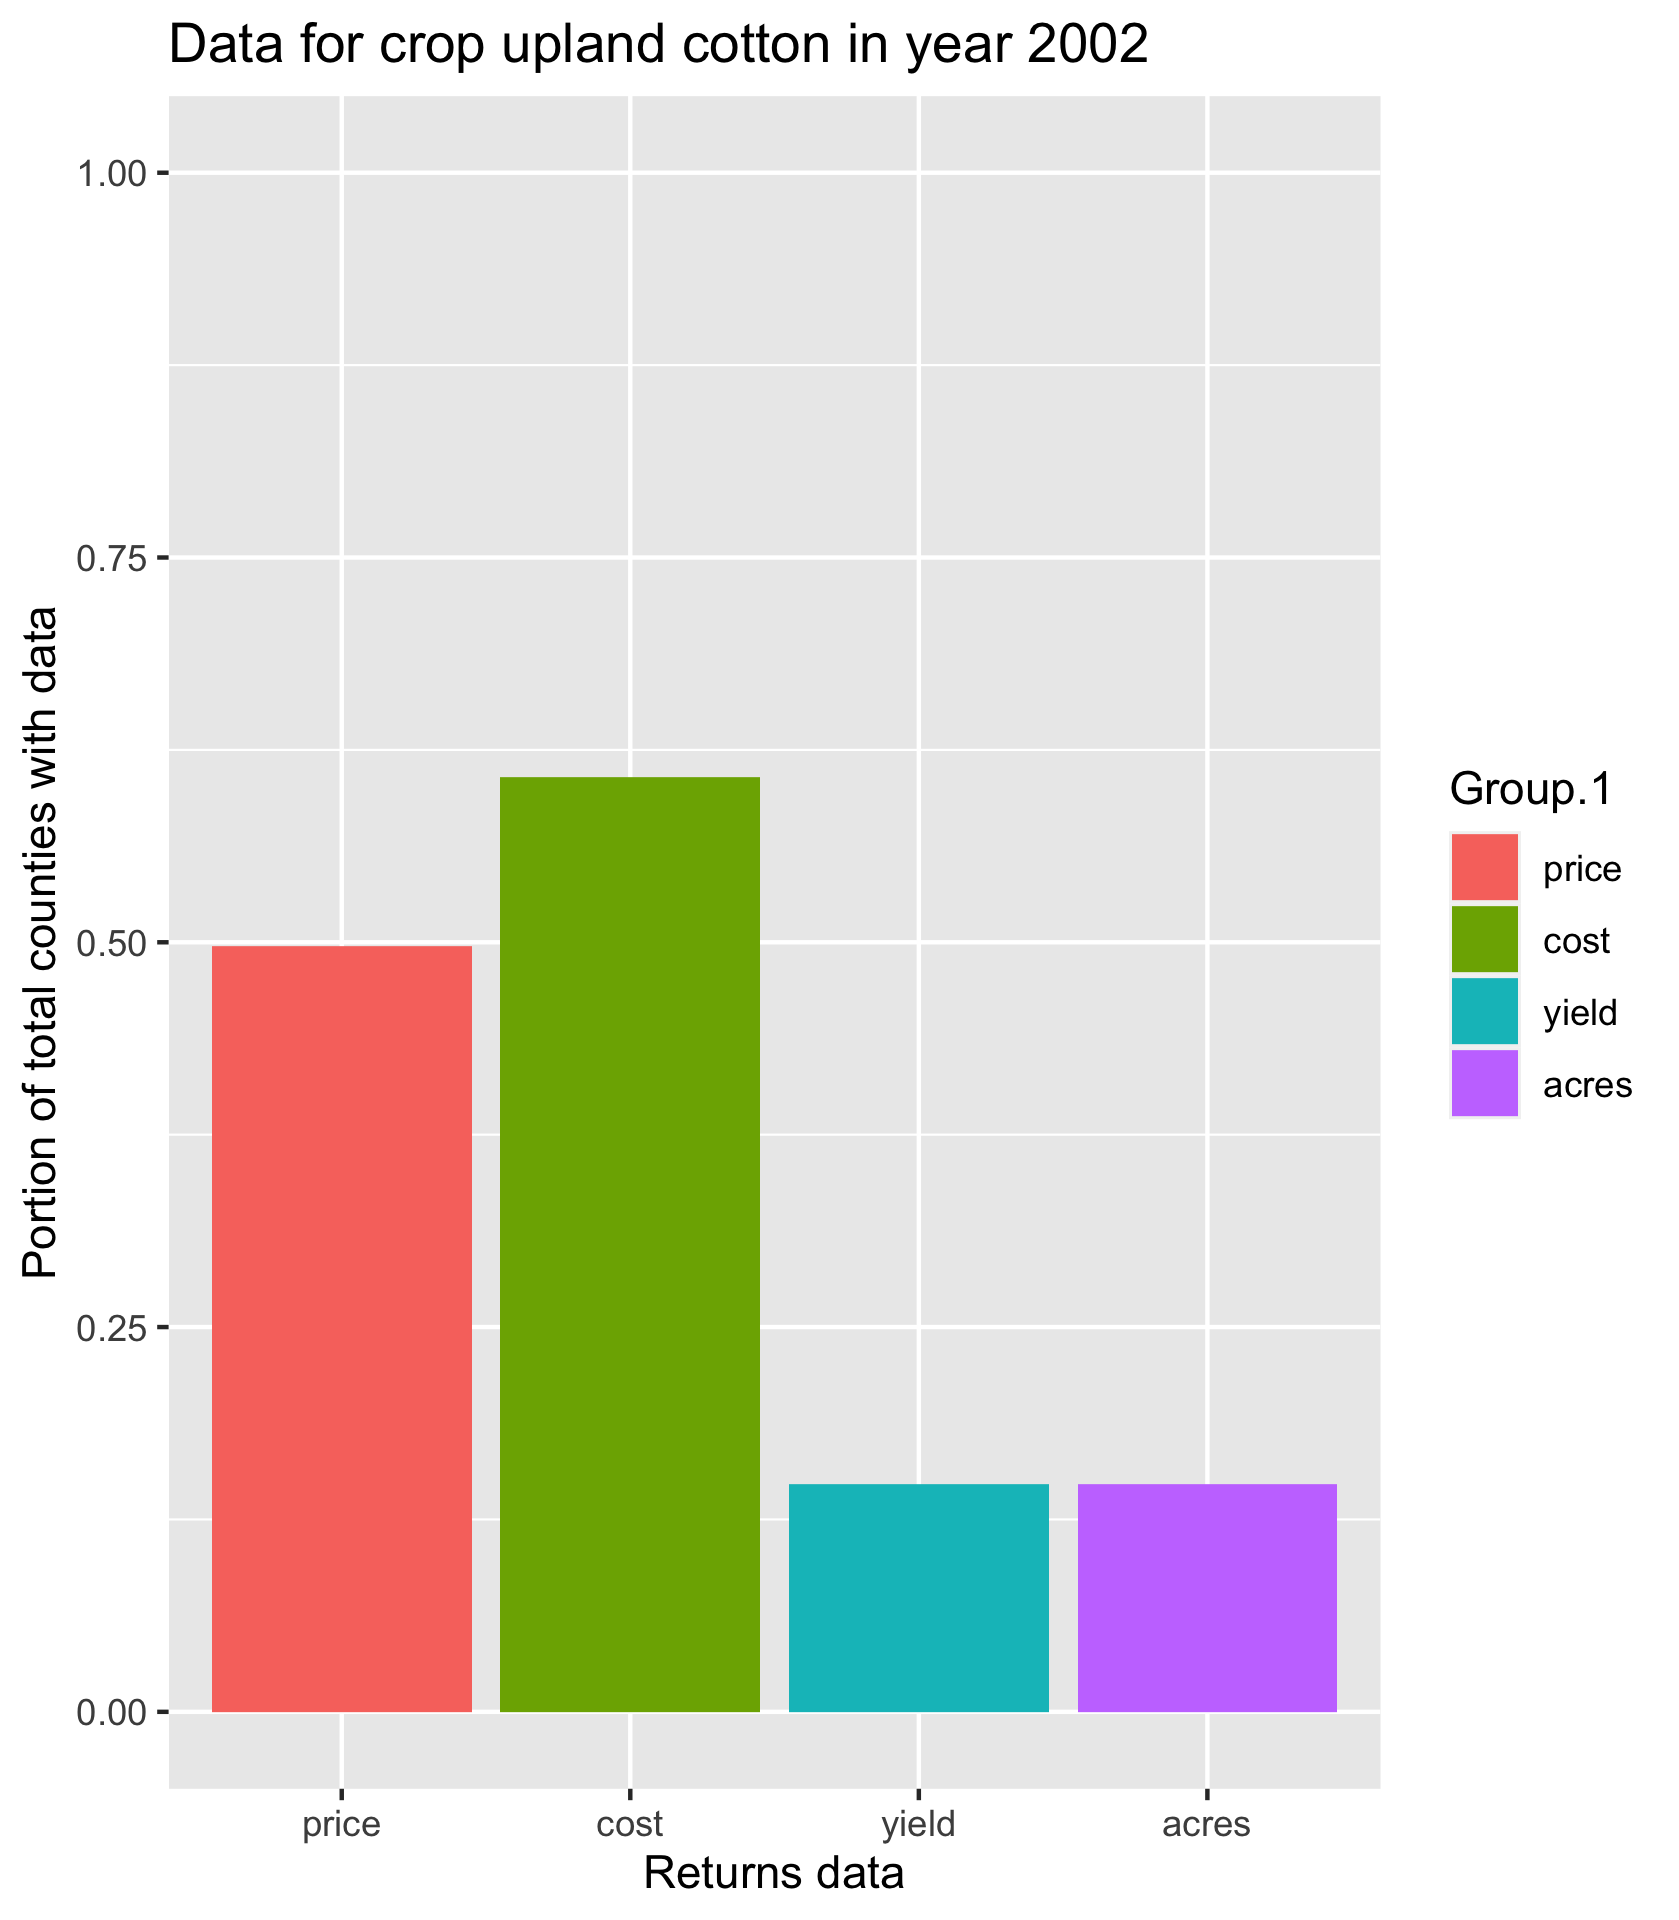 Data for crop upland cotton in year 2002
Portion of total counties with data
1.00
0.75
0.50
0.25
0.00
price
cost
yield
acres
Returns data
Group.1
price
cost
yield
acres